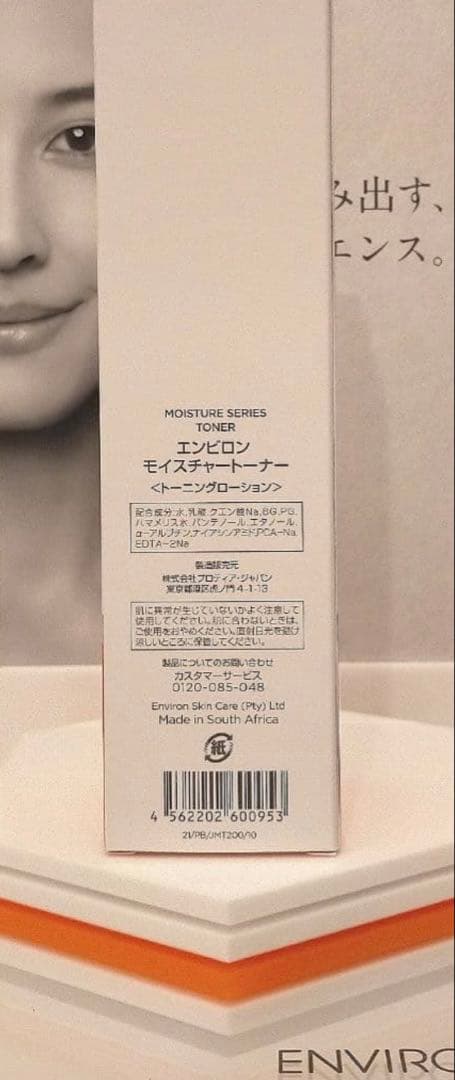 み出す、
エンス。
MOISTURE SERIES
TONER
エンビロン
モイスチャートーナー
<トーニングローション>
配合成分:水,乳酸,クエン酸Na,BG,PG,
ハマメリス水,パンテノール,エタノール,
α-アルブチン,ナイアシンアミド,PCA-Na,
EDTA-2Na
製造販売元
株式会社プロティア・ジャパン
東京都港区虎ノ門4-1-13
肌に異常が生じていないかよく注意して
使用してください。肌に合わないときは、
ご使用をおやめください。直射日光を避け
涼しいところに保管してください。
製品についてのお問い合わせ
カスタマーサービス
0120-085-048
Environ Skin Care (Pty) Ltd
Made in South Africa
紙
4 562202 600953
21/PB/JMT200/10
ENVIRO